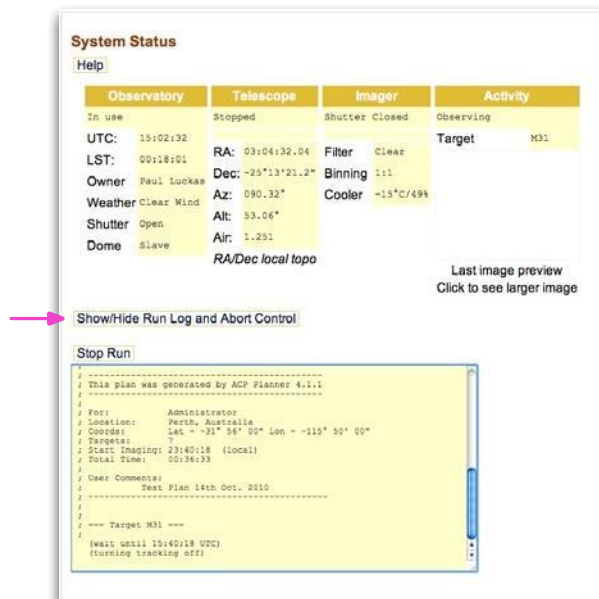 System Status
Help
Observatory Telescope Imager Activity
In use Stopped Shutter Closed Observing
UTC: 15:02:32
LST: 00:18:01
Owner Paul Luckas
Weather Clear Wind
Shutter Open
Dome Slave
RA: 03:04:32.04
Dec: -25°13'21.2"
Az: 090.32°
Alt: 53.06°
Air: 1.251
RA/Dec local topo
Filter Clear
Binning 1:1
Cooler -15°C/49%
Target M31
Last image preview
Click to see larger image
Show/Hide Run Log and Abort Control
Stop Run
;
; ----------------------------------------
; This plan was generated by ACP Planner 4.1.1
; ----------------------------------------
;
; For: Administrator
; Location: Perth, Australia
; Coords: Lat = -31° 56' 00" Lon = -115° 50' 00"
; Targets: 7
; Start Imaging: 23:40:18 (local)
; Total Time: 00:36:33
;
; User Comments:
; Test Plan 14th Oct. 2010
; -----------------------------------------
;
;
; --- Target M31 ---
;
(wait until 15:40:18 UTC)
(turning tracking off)